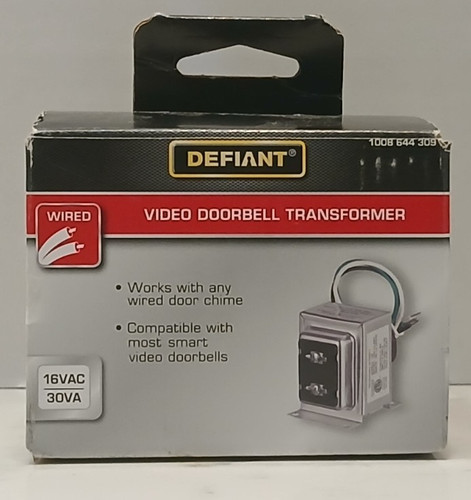 1008 644 309
DEFIANT®
WIRED
VIDEO DOORBELL TRANSFORMER
• Works with any
wired door chime
• Compatible with
most smart
video doorbells
16VAC
30VA